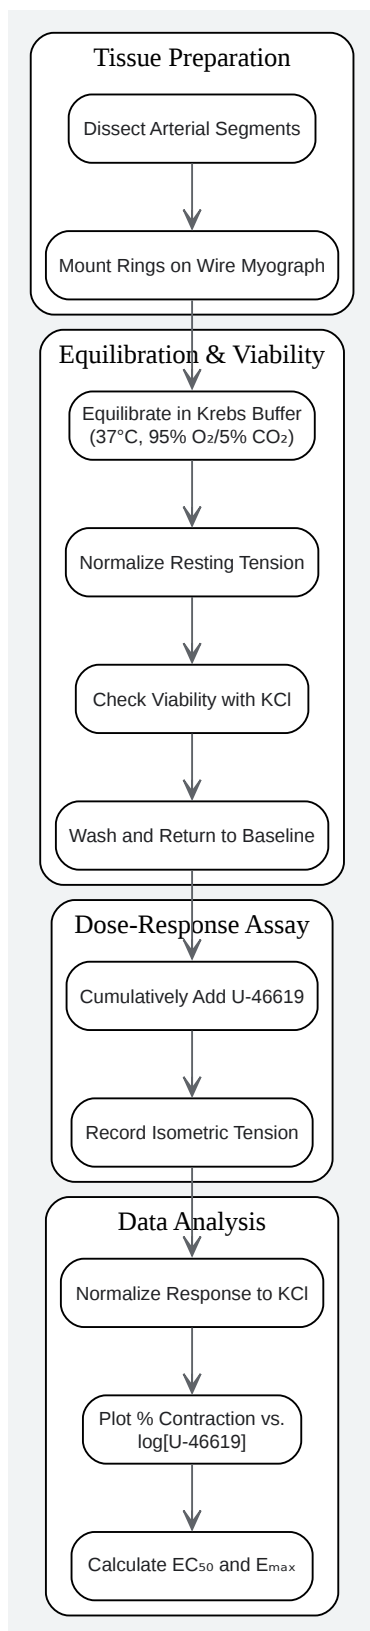 Tissue Preparation
Dissect Arterial Segments
Mount Rings on Wire Myograph
Equilibration & Viability
Equilibrate in Krebs Buffer
(37°C, 95% O₂/5% CO₂)
Normalize Resting Tension
Check Viability with KCl
Wash and Return to Baseline
Dose-Response Assay
Cumulatively Add U-46619
Record Isometric Tension
Data Analysis
Normalize Response to KCl
Plot % Contraction vs.
log[U-46619]
Calculate EC₅₀ and Eₘₐₓ